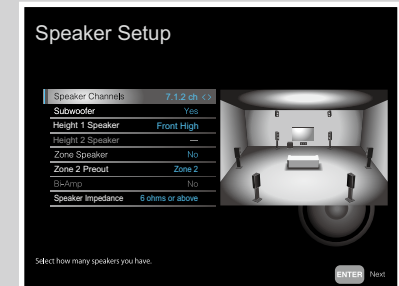 Speaker Setup
Speaker Channels 7.1.2 ch <>
Subwoofer Yes
Height 1 Speaker Front High
Height 2 Speaker ---
Zone Speaker No
Zone 2 Preout Zone 2
Bi-Amp No
Speaker Impedance 6 ohms or above
Select how many speakers you have.
ENTER Next